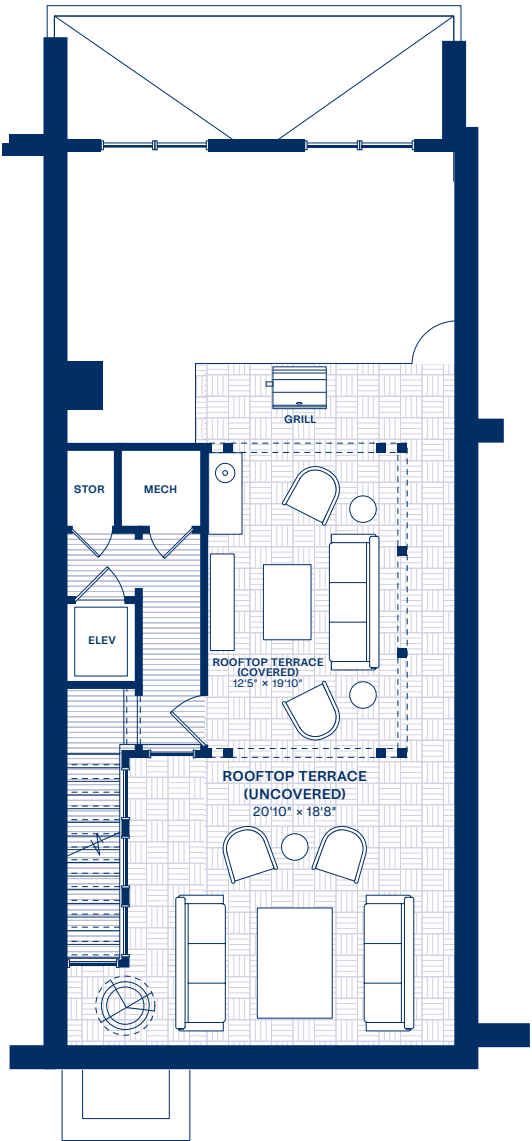 GRILL
STOR
MECH
ELEV
ROOFTOP TERRACE
(COVERED)
12'5" × 19'10"
ROOFTOP TERRACE
(UNCOVERED)
20'10" × 18'8"